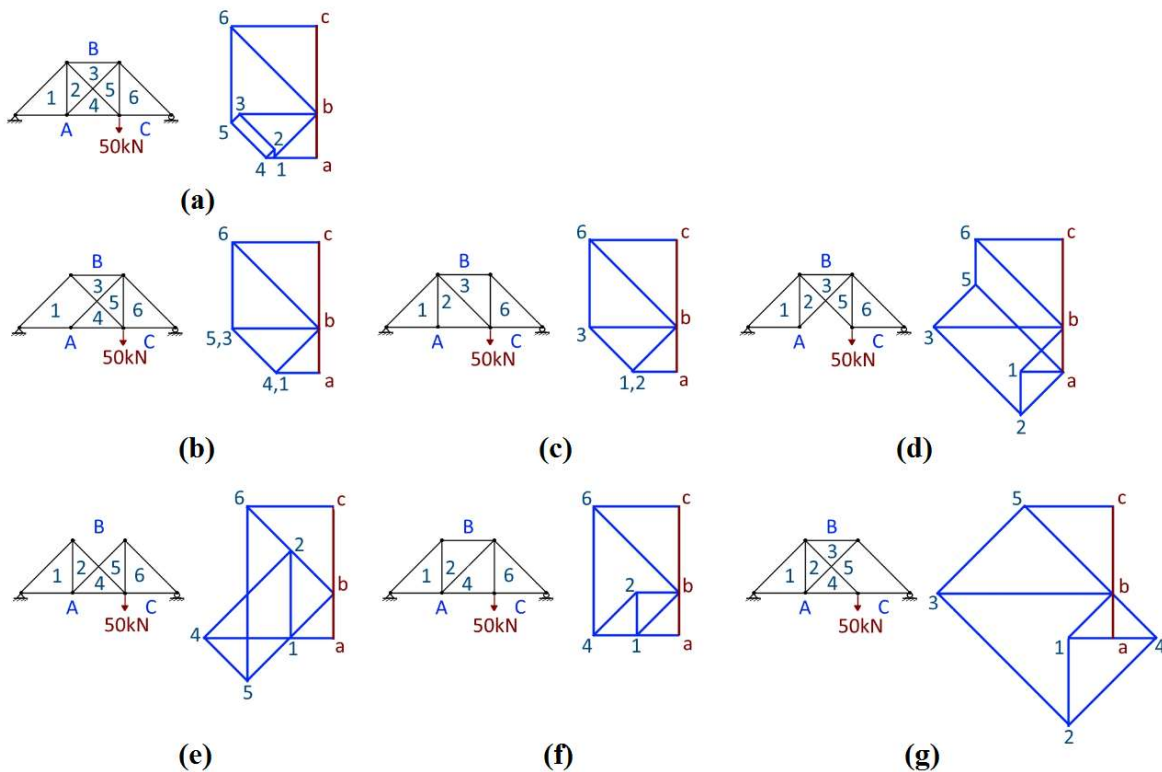 6 c
B
3
1 2 5 6
4
A C
50kN
3 b
5 2
4 1 a
(a)
6 c
B
3
1 5 6
4
A C
50kN
5,3 b
4,1 a
(b)
6 c
B
3
1 2 6
A C
50kN
3 b
1,2 a
(c)
6 c
B
3
1 2 5 6
A C
50kN
5
3 b
1 a
2
(d)
6 c
B
1 2 5 6
4
A C
50kN
2
b
4 1 a
5
(e)
6 c
B
1 2 6
4
A C
50kN
2 b
4 1 a
(f)
5 c
B
3
1 2 5
4
A C
50kN
3 b
1 a 4
2
(g)